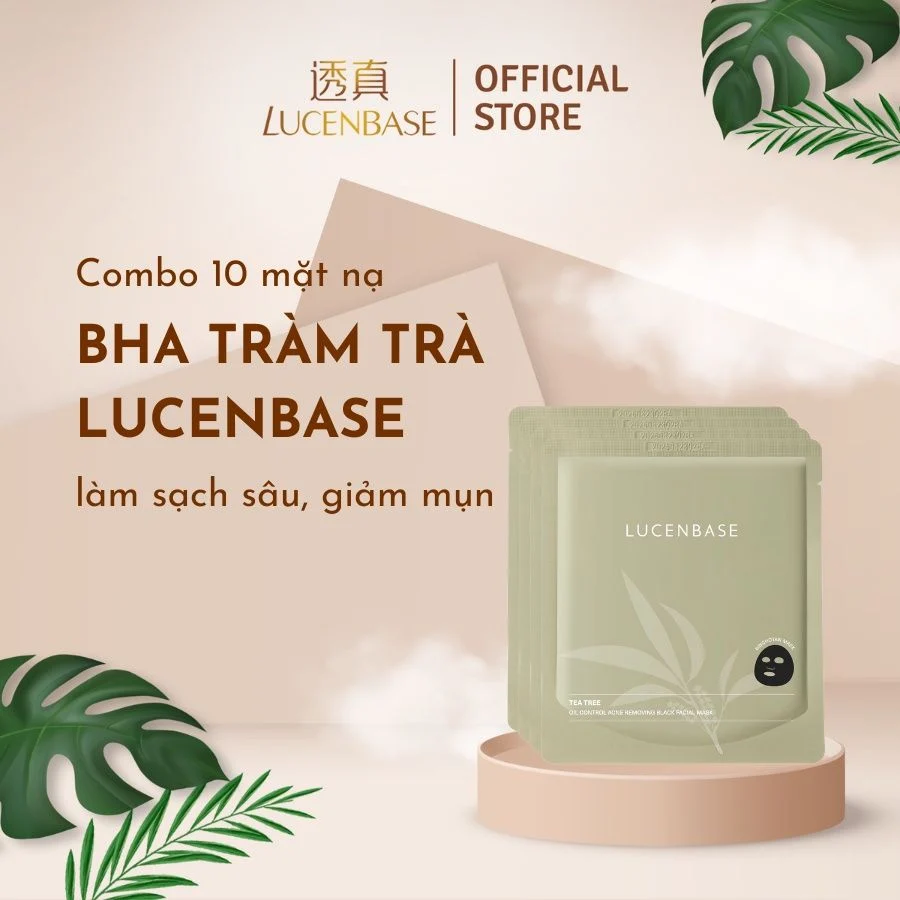 透真
LUCENBASE
OFFICIAL
STORE
Combo 10 mặt nạ
BHA TRÀM TRÀ
LUCENBASE
làm sạch sâu, giảm mụn
LUCENBASE
TEA TREE
OIL CONTROL ACNE REMOVING BLACK FACIAL MASK